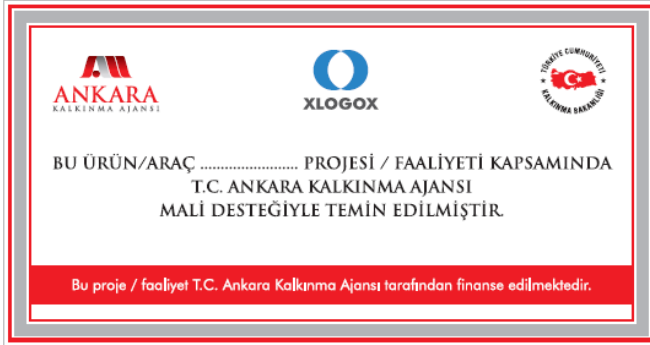 ANKARA
KALKINMA AJANSI
XLOGOX
TÜRKİYE CUMHURİYETİ
KALKINMA BAKANLIĞI
BU ÜRÜN/ARAÇ ........................ PROJESİ / FAALİYETİ KAPSAMINDA
T.C. ANKARA KALKINMA AJANSI
MALİ DESTEĞİYLE TEMİN EDİLMİŞTİR.
Bu proje / faaliyet T.C. Ankara Kalkınma Ajansı tarafından finanse edilmektedir.